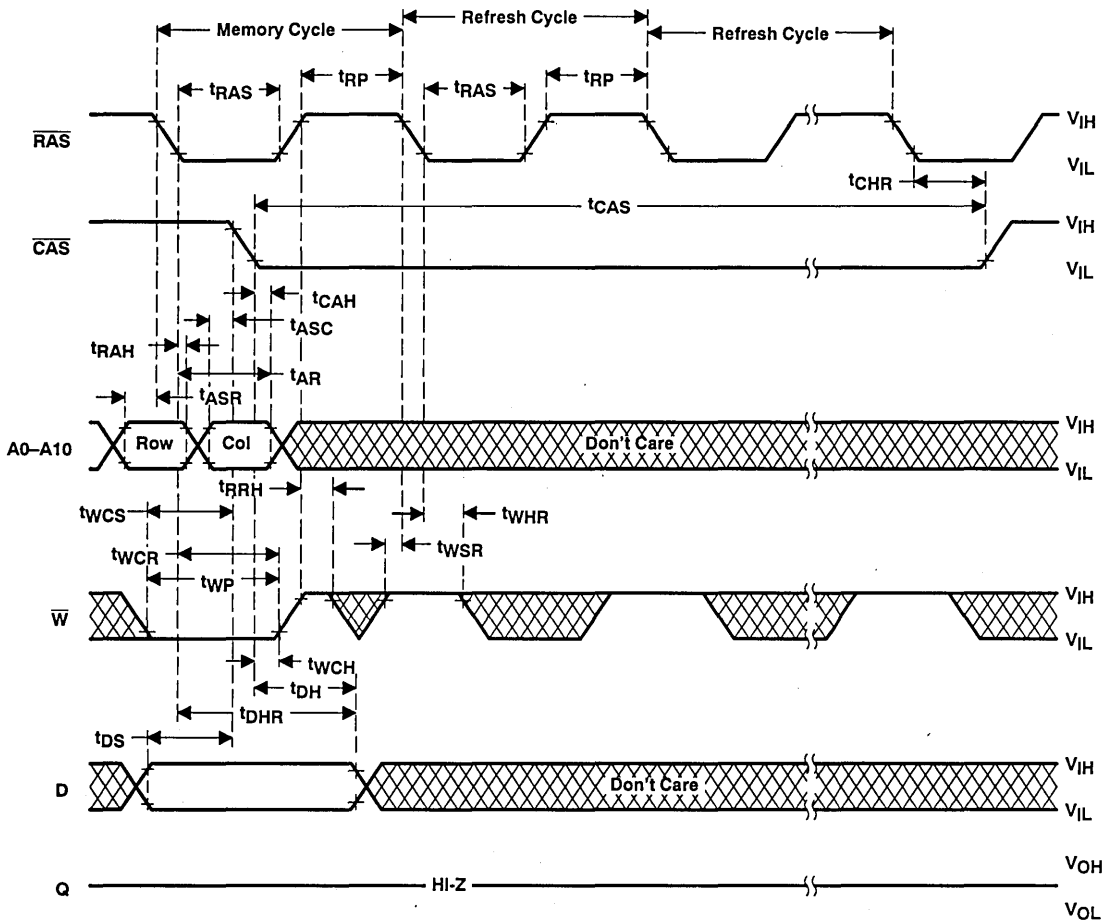 Memory Cycle
Refresh Cycle
Refresh Cycle
tRAS
tRP
tRAS
tRP
RAS
VIH
VIL
tCHR
tCAS
CAS
VIH
VIL
tCAH
tASC
tRAH
tAR
tASR
A0–A10
Row
Col
Don't Care
VIH
VIL
tRRH
tWCS
tWHR
tWSR
tWCR
tWP
W
VIH
VIL
tWCH
tDH
tDHR
tDS
D
Don't Care
VIH
VIL
Q
HI-Z
VOH
VOL